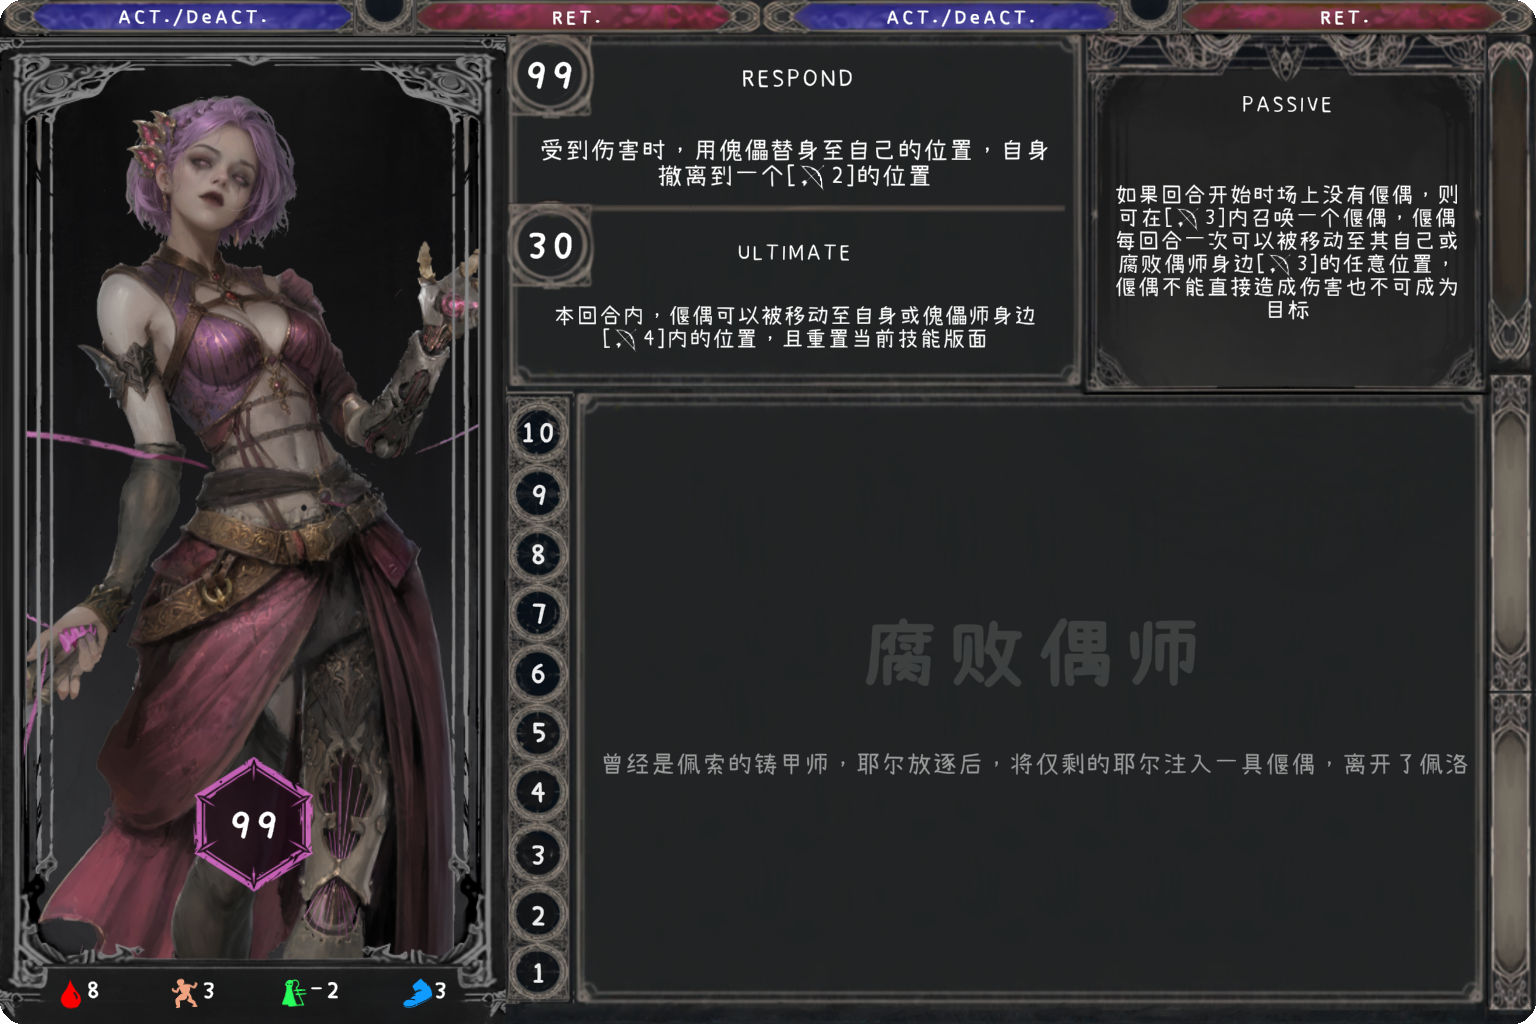 ACT./DeACT. RET. ACT./DeACT. RET.
99
RESPOND
受到伤害时，用傀儡替身至自己的位置，自身
撤离到一个[2]的位置
30
ULTIMATE
本回合内，偃偶可以被移动至自身或傀儡师身边
[4]内的位置，且重置当前技能版面
PASSIVE
如果回合开始时场上没有偃偶，则
可在[3]内召唤一个偃偶，偃偶
每回合一次可以被移动至其自己或
腐败偶师身边[3]的任意位置，
偃偶不能直接造成伤害也不可成为
目标
10
9
8
7
6
5
4
3
2
1
腐败偶师
曾经是佩索的铸甲师，耶尔放逐后，将仅剩的耶尔注入一具偃偶，离开了佩洛
99
8 3 -2 3